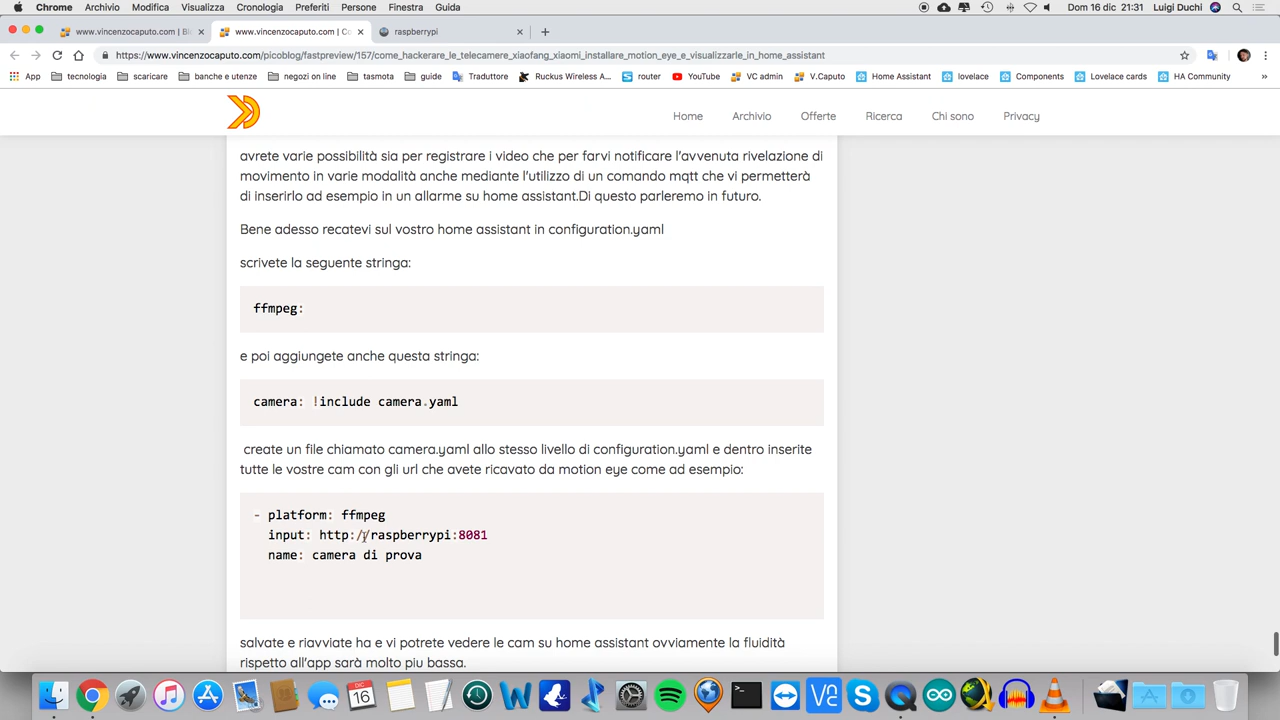 Chrome Archivio Modifica Visualizza Cronologia Preferiti Persone Finestra Guida Dom 16 dic 21:31 Luigi Duchi
www.vincenzocaputo.com | Bl www.vincenzocaputo.com | Co raspberrypi
https://www.vincenzocaputo.com/picoblog/fastpreview/157/come_hackerare_le_telecamere_xiaofang_xiaomi_installare_motion_eye_e_visualizzarle_in_home_assistant
App tecnologia scaricare banche e utenze negozi on line tasmota guide Traduttore Ruckus Wireless A... router YouTube VC admin V.Caputo Home Assistant lovelace Components Lovelace cards HA Community »
Home Archivio Offerte Ricerca Chi sono Privacy
avrete varie possibilità sia per registrare i video che per farvi notificare l'avvenuta rivelazione di
movimento in varie modalità anche mediante l'utilizzo di un comando mqtt che vi permetterà
di inserirlo ad esempio in un allarme su home assistant.Di questo parleremo in futuro.
Bene adesso recatevi sul vostro home assistant in configuration.yaml
scrivete la seguente stringa:
ffmpeg:
e poi aggiungete anche questa stringa:
camera: !include camera.yaml
create un file chiamato camera.yaml allo stesso livello di configuration.yaml e dentro inserite
tutte le vostre cam con gli url che avete ricavato da motion eye come ad esempio:
- platform: ffmpeg
input: http://raspberrypi:8081
name: camera di prova
salvate e riavviate ha e vi potrete vedere le cam su home assistant ovviamente la fluidità
rispetto all'app sarà molto piu bassa.